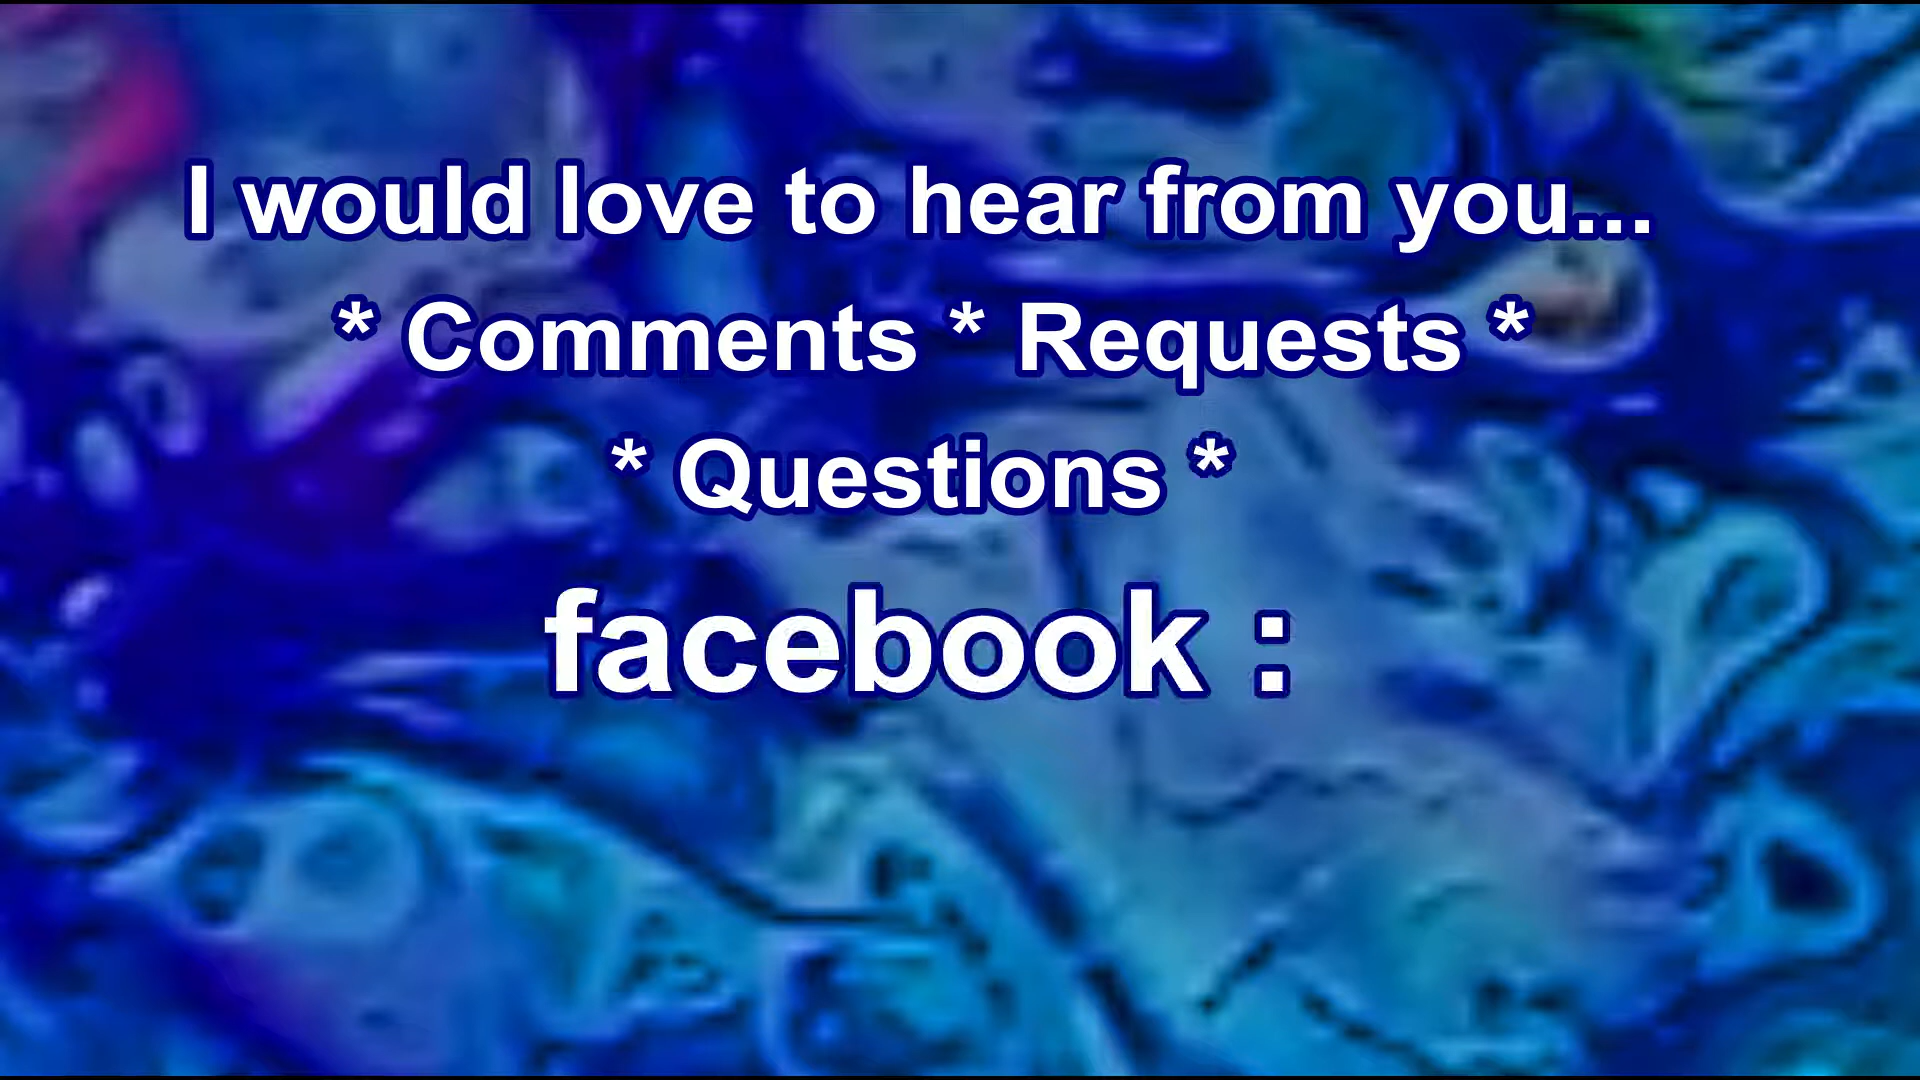 I would love to hear from you...
* Comments * Requests *
* Questions *
facebook :